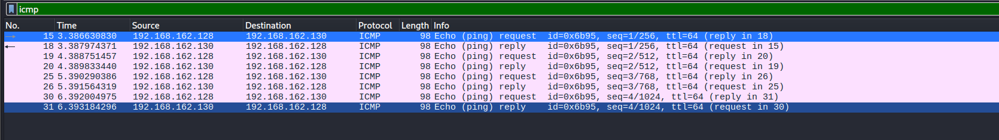 icmp
No. Time Source Destination Protocol Length Info
15 3.386630830 192.168.162.128 192.168.162.130 ICMP 98 Echo (ping) request id=0x6b95, seq=1/256, ttl=64 (reply in 18)
18 3.387974371 192.168.162.130 192.168.162.128 ICMP 98 Echo (ping) reply id=0x6b95, seq=1/256, ttl=64 (request in 15)
19 4.388751457 192.168.162.128 192.168.162.130 ICMP 98 Echo (ping) request id=0x6b95, seq=2/512, ttl=64 (reply in 20)
20 4.389833440 192.168.162.130 192.168.162.128 ICMP 98 Echo (ping) reply id=0x6b95, seq=2/512, ttl=64 (request in 19)
25 5.390290386 192.168.162.128 192.168.162.130 ICMP 98 Echo (ping) request id=0x6b95, seq=3/768, ttl=64 (reply in 26)
26 5.391564319 192.168.162.130 192.168.162.128 ICMP 98 Echo (ping) reply id=0x6b95, seq=3/768, ttl=64 (request in 25)
30 6.392004975 192.168.162.128 192.168.162.130 ICMP 98 Echo (ping) request id=0x6b95, seq=4/1024, ttl=64 (reply in 31)
31 6.393184296 192.168.162.130 192.168.162.128 ICMP 98 Echo (ping) reply id=0x6b95, seq=4/1024, ttl=64 (request in 30)